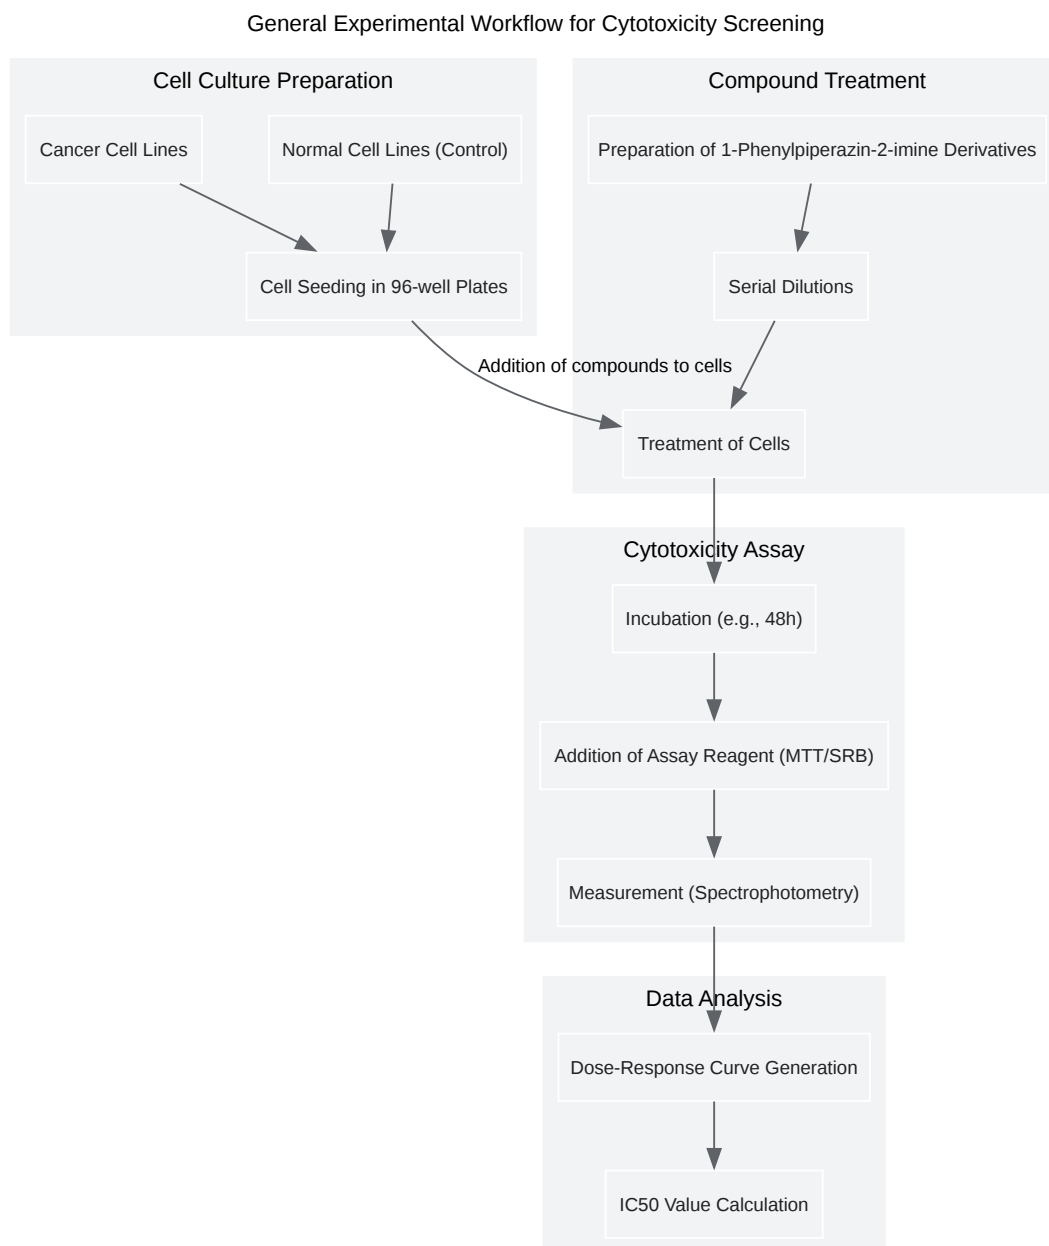 General Experimental Workflow for Cytotoxicity Screening
Cell Culture Preparation
Cancer Cell Lines
Normal Cell Lines (Control)
Cell Seeding in 96-well Plates
Compound Treatment
Preparation of 1-Phenylpiperazin-2-imine Derivatives
Serial Dilutions
Addition of compounds to cells
Treatment of Cells
Cytotoxicity Assay
Incubation (e.g., 48h)
Addition of Assay Reagent (MTT/SRB)
Measurement (Spectrophotometry)
Data Analysis
Dose-Response Curve Generation
IC50 Value Calculation